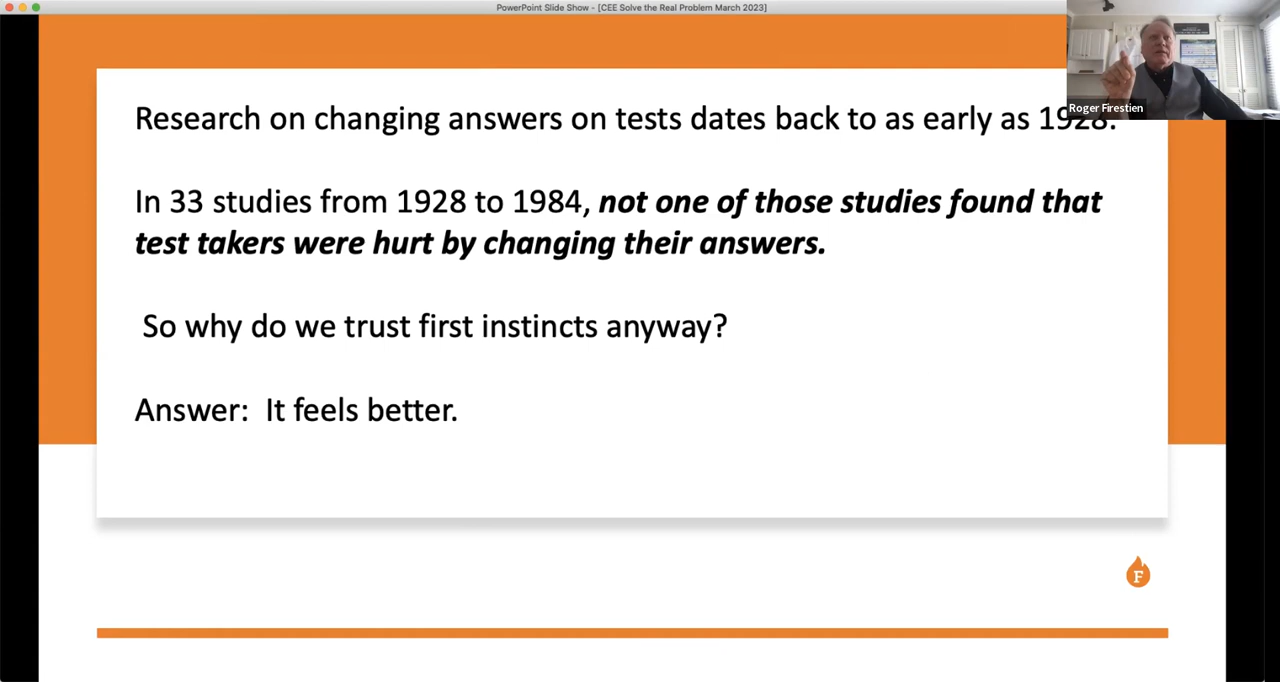 PowerPoint Slide Show - [CEE Solve the Real Problem March 2023]
Roger Firestien
Research on changing answers on tests dates back to as early as 1928.
In 33 studies from 1928 to 1984, not one of those studies found that
test takers were hurt by changing their answers.
So why do we trust first instincts anyway?
Answer:  It feels better.
F